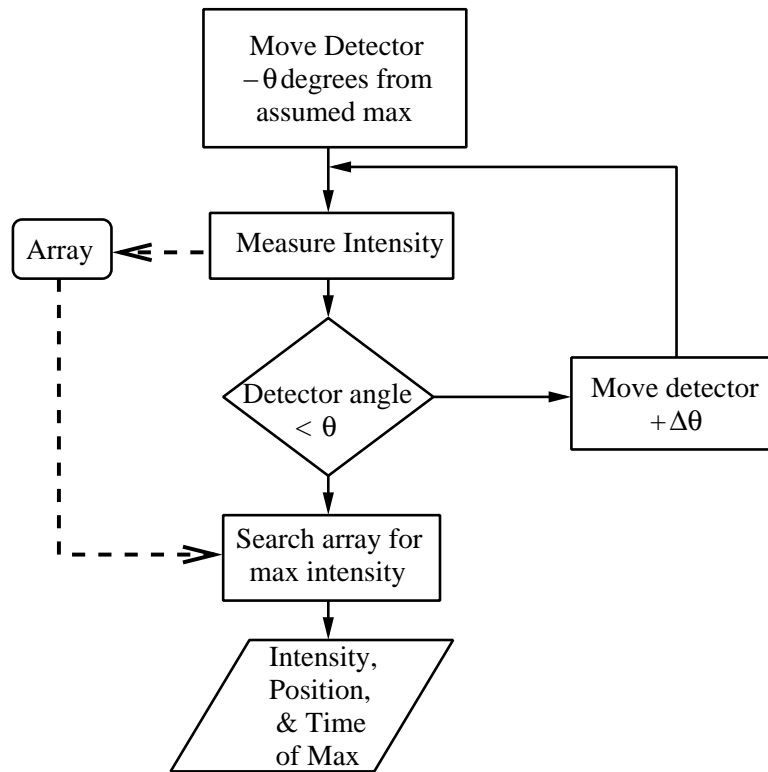 Move Detector
−θ degrees from
assumed max
Measure Intensity
Array
Detector angle
< θ
Move detector
+Δθ
Search array for
max intensity
Intensity,
Position,
& Time
of Max